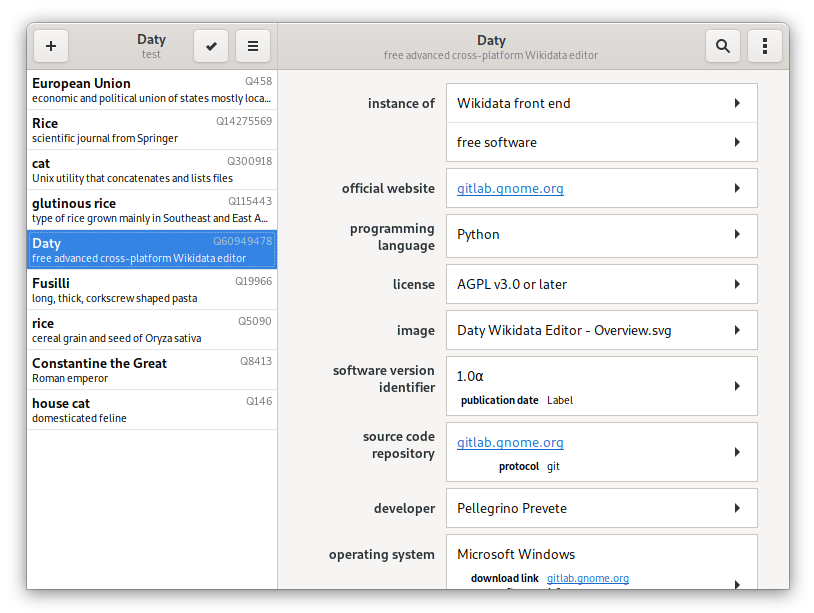 Daty
test
Daty
free advanced cross-platform Wikidata editor
European Union Q458
economic and political union of states mostly loca...
Rice Q14275569
scientific journal from Springer
cat Q300918
Unix utility that concatenates and lists files
glutinous rice Q115443
type of rice grown mainly in Southeast and East A...
Daty Q60949478
free advanced cross-platform Wikidata editor
Fusilli Q19966
long, thick, corkscrew shaped pasta
rice Q5090
cereal grain and seed of Oryza sativa
Constantine the Great Q8413
Roman emperor
house cat Q146
domesticated feline
instance of Wikidata front end
free software
official website gitlab.gnome.org
programming
language
Python
license AGPL v3.0 or later
image Daty Wikidata Editor - Overview.svg
software version
identifier
1.0α
publication date Label
source code
repository
gitlab.gnome.org
protocol git
developer Pellegrino Prevete
operating system Microsoft Windows
download link gitlab.gnome.org